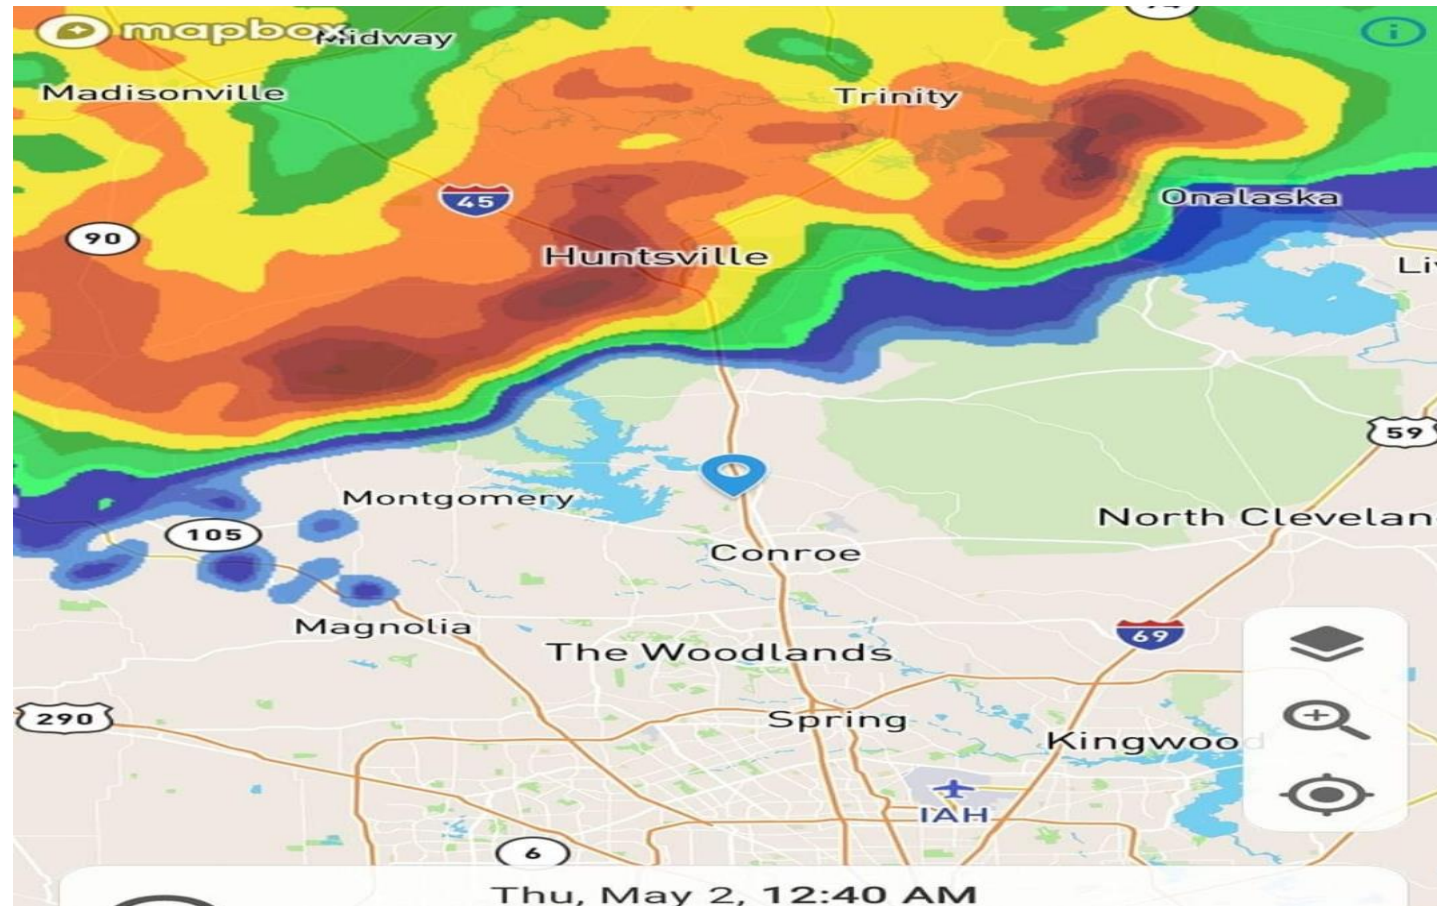 mapbox
Midway
Madisonville
Trinity
45
Onalaska
90
Huntsville
59
Montgomery
North Clevelan
105
Conroe
Magnolia
69
The Woodlands
290
Spring
Kingwoo
IAH
6
Thu, May 2, 12:40 AM